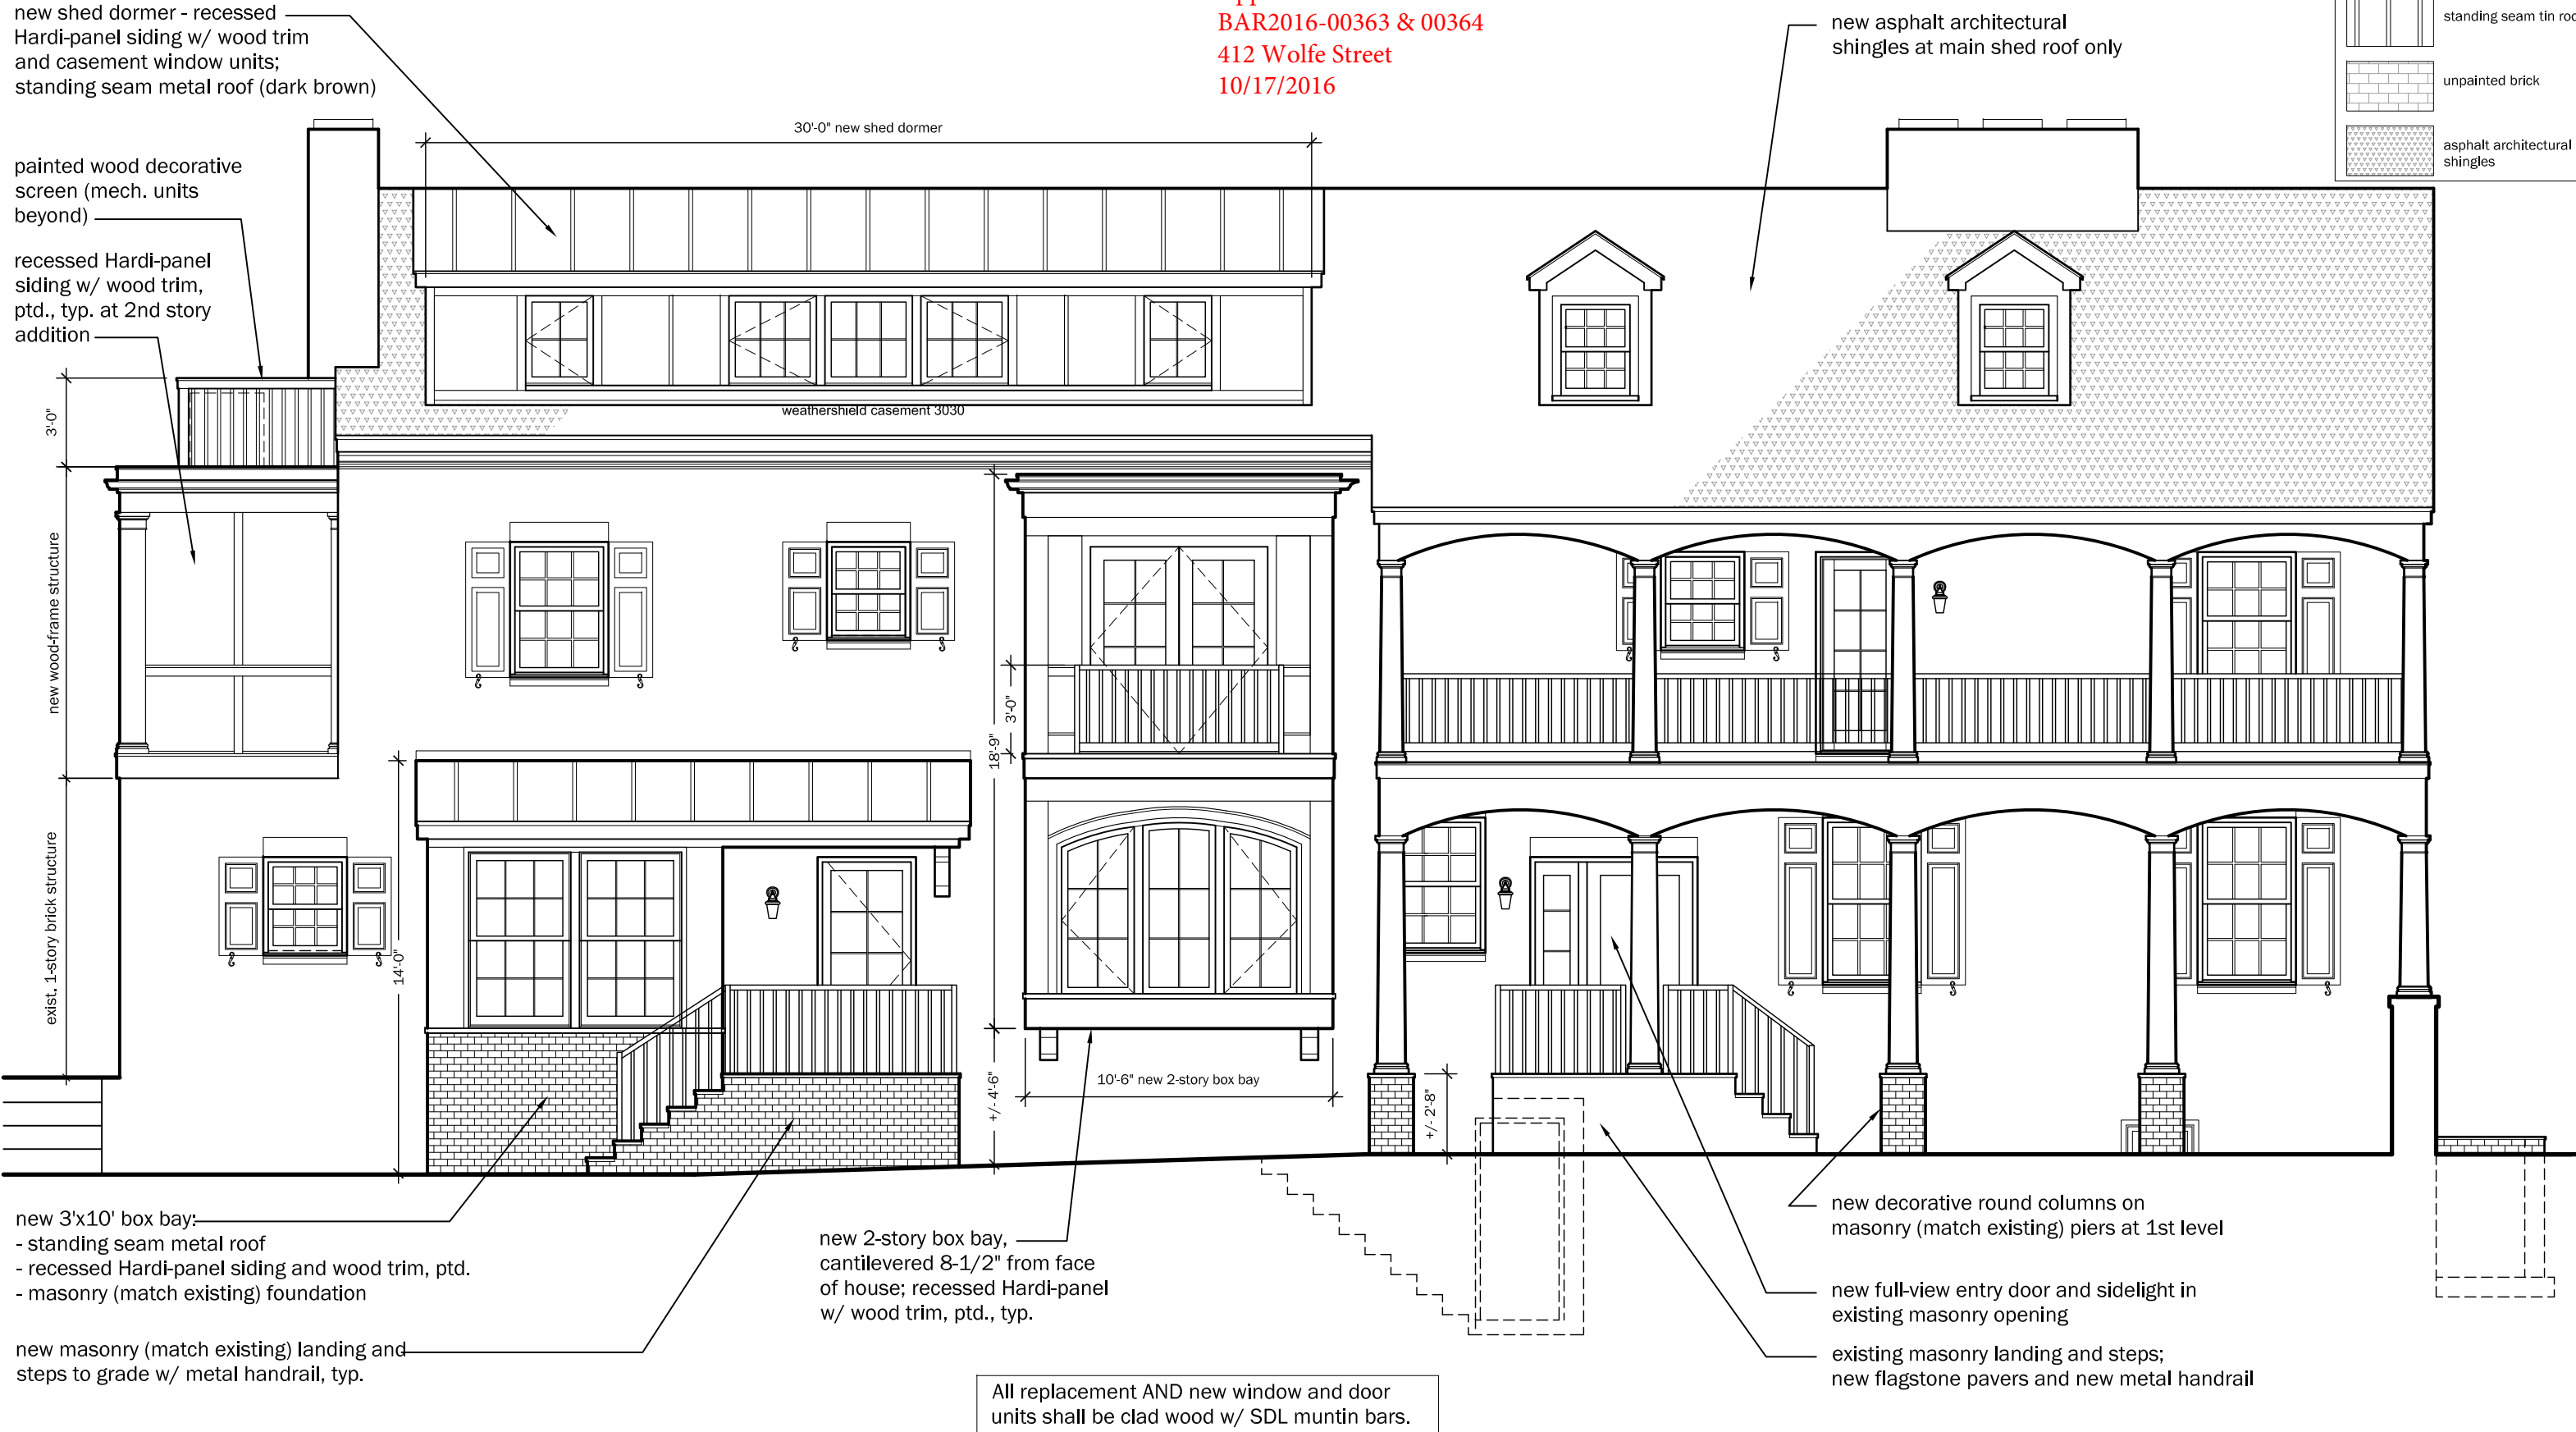 new shed dormer - recessed
Hardi-panel siding w/ wood trim
and casement window units;
standing seam metal roof (dark brown)
BAR2016-00363 & 00364
412 Wolfe Street
10/17/2016
new asphalt architectural
shingles at main shed roof only
standing seam tin
unpainted brick
asphalt architectural
shingles
30'-0" new shed dormer
painted wood decorative
screen (mech. units
beyond)
recessed Hardi-panel
siding w/ wood trim,
ptd., typ. at 2nd story
addition
weathershield casement 3030
3'-0"
new wood-frame structure
exist. 1-story brick structure
14'-0"
18'-9"
3'-0"
+/- 4'-6"
10'-6" new 2-story box bay
+/- 2'-8"
new 3'x10' box bay:
- standing seam metal roof
- recessed Hardi-panel siding and wood trim, ptd.
- masonry (match existing) foundation
new masonry (match existing) landing and
steps to grade w/ metal handrail, typ.
new 2-story box bay,
cantilevered 8-1/2" from face
of house; recessed Hardi-panel
w/ wood trim, ptd., typ.
new decorative round columns on
masonry (match existing) piers at 1st level
new full-view entry door and sidelight in
existing masonry opening
existing masonry landing and steps;
new flagstone pavers and new metal handrail
All replacement AND new window and door
units shall be clad wood w/ SDL muntin bars.